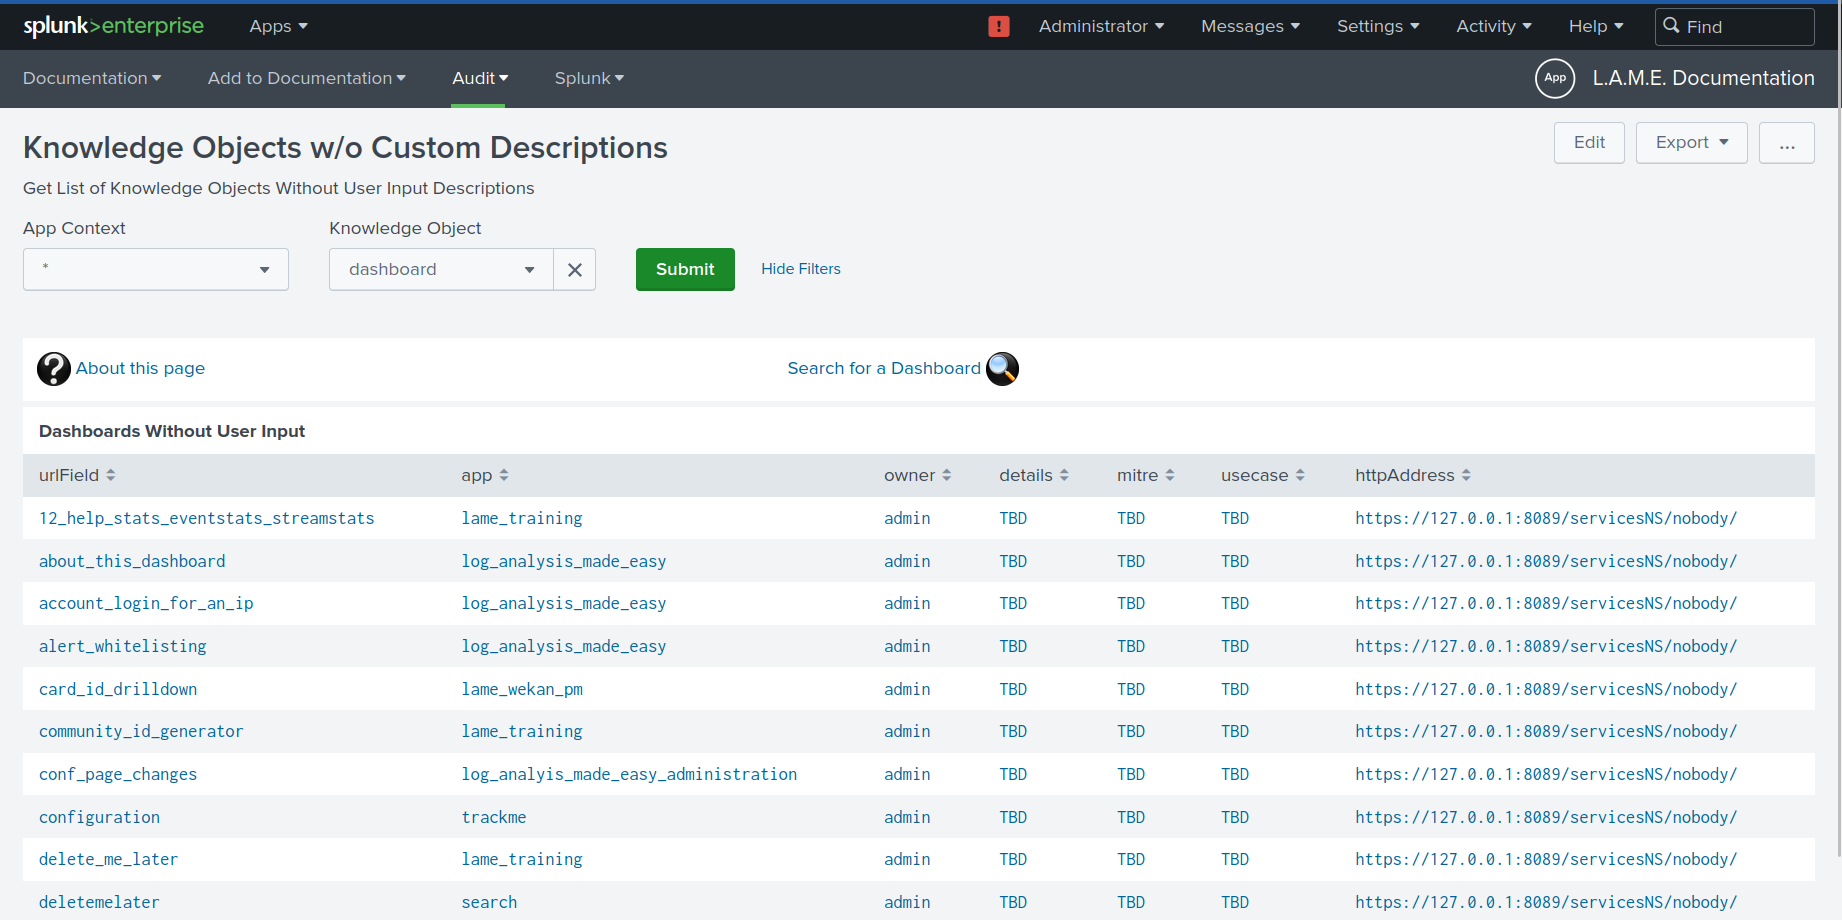 splunk>enterprise Apps ! Administrator Messages Settings Activity Help Find
Documentation Add to Documentation Audit Splunk App L.A.M.E. Documentation
Knowledge Objects w/o Custom Descriptions Edit Export ...
Get List of Knowledge Objects Without User Input Descriptions
App Context Knowledge Object
* dashboard Submit Hide Filters
? About this page Search for a Dashboard
Dashboards Without User Input
urlField app owner details mitre usecase httpAddress
12_help_stats_eventstats_streamstats lame_training admin TBD TBD TBD https://127.0.0.1:8089/servicesNS/nobody/
about_this_dashboard log_analysis_made_easy admin TBD TBD TBD https://127.0.0.1:8089/servicesNS/nobody/
account_login_for_an_ip log_analysis_made_easy admin TBD TBD TBD https://127.0.0.1:8089/servicesNS/nobody/
alert_whitelisting log_analysis_made_easy admin TBD TBD TBD https://127.0.0.1:8089/servicesNS/nobody/
card_id_drilldown lame_wekan_pm admin TBD TBD TBD https://127.0.0.1:8089/servicesNS/nobody/
community_id_generator lame_training admin TBD TBD TBD https://127.0.0.1:8089/servicesNS/nobody/
conf_page_changes log_analyis_made_easy_administration admin TBD TBD TBD https://127.0.0.1:8089/servicesNS/nobody/
configuration trackme admin TBD TBD TBD https://127.0.0.1:8089/servicesNS/nobody/
delete_me_later lame_training admin TBD TBD TBD https://127.0.0.1:8089/servicesNS/nobody/
deletemelater search admin TBD TBD TBD https://127.0.0.1:8089/servicesNS/nobody/